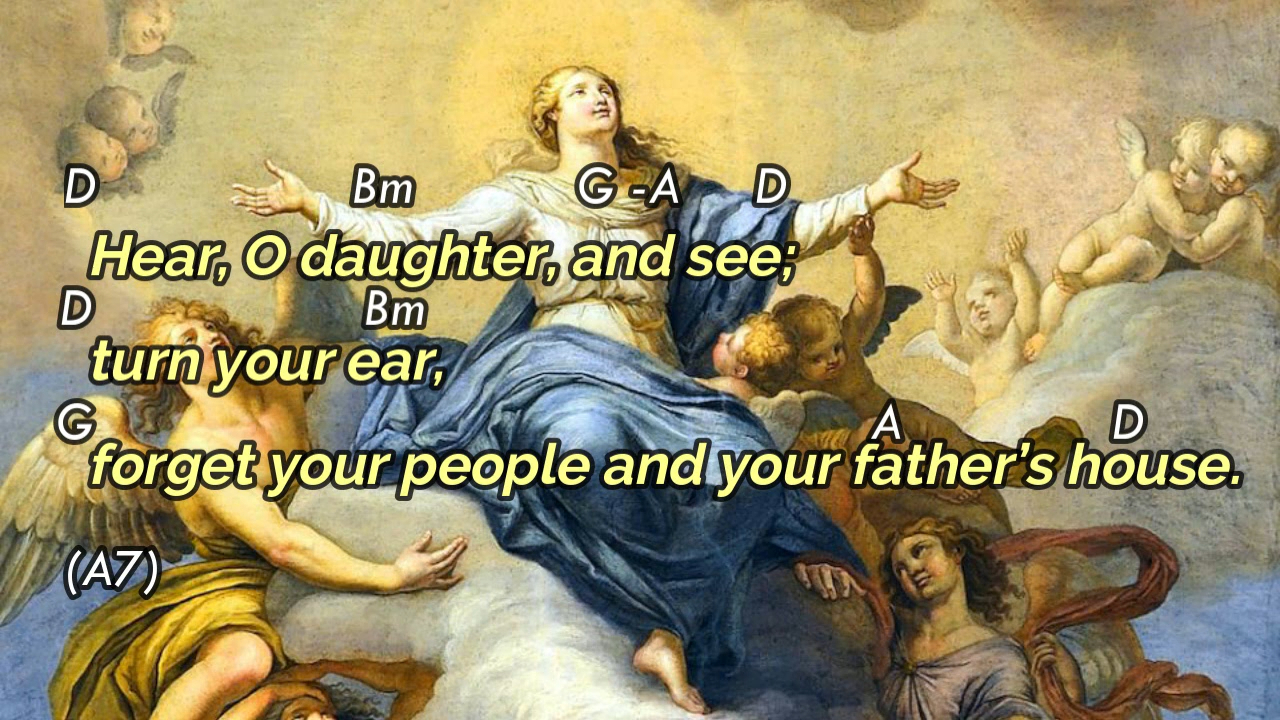 D Bm G -A D
Hear, O daughter, and see;
D Bm
turn your ear,
G A D
forget your people and your father’s house.
(A7)